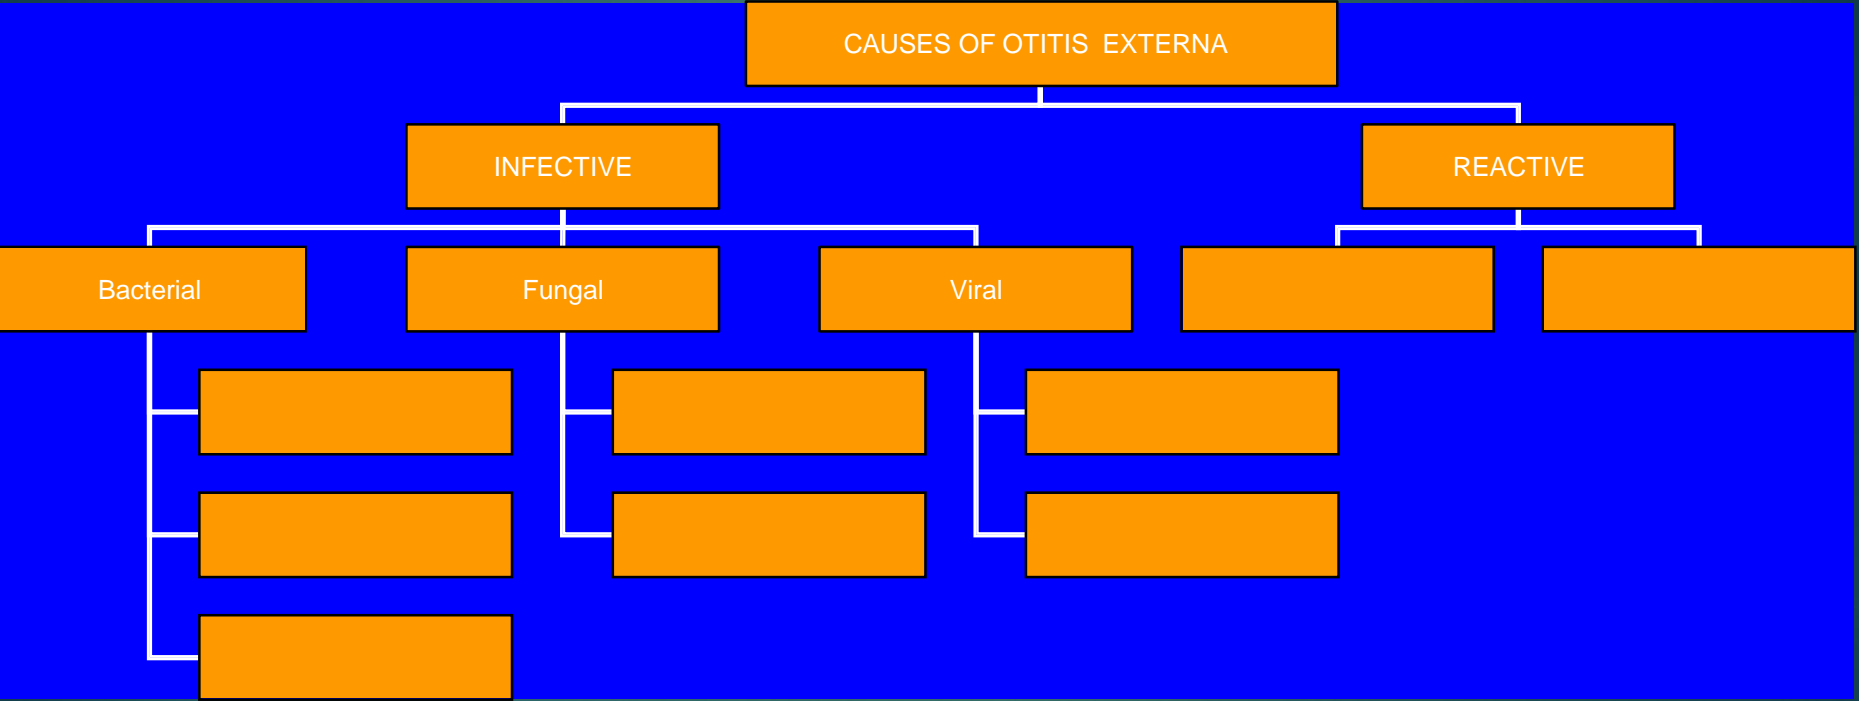 CAUSES OF OTITIS  EXTERNA
INFECTIVE
REACTIVE
Bacterial
Fungal
Viral